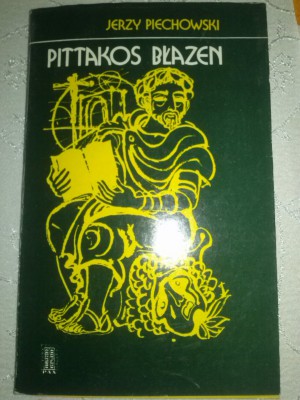 JERZY PIECHOWSKI
PITTAKOS BŁAZEN